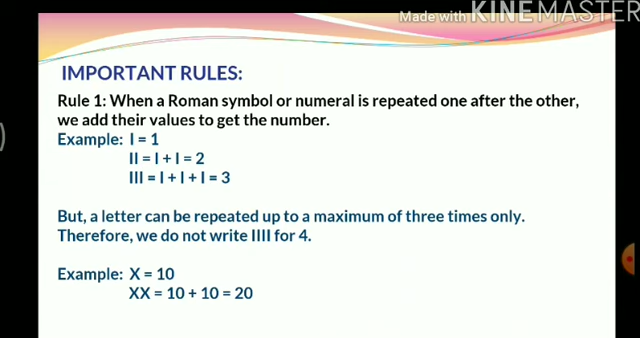 Made with KINEMASTER
IMPORTANT RULES:
Rule 1: When a Roman symbol or numeral is repeated one after the other,
we add their values to get the number.
Example: I = 1
II = I + I = 2
III = I + I + I = 3
But, a letter can be repeated up to a maximum of three times only.
Therefore, we do not write IIII for 4.
Example: X = 10
XX = 10 + 10 = 20